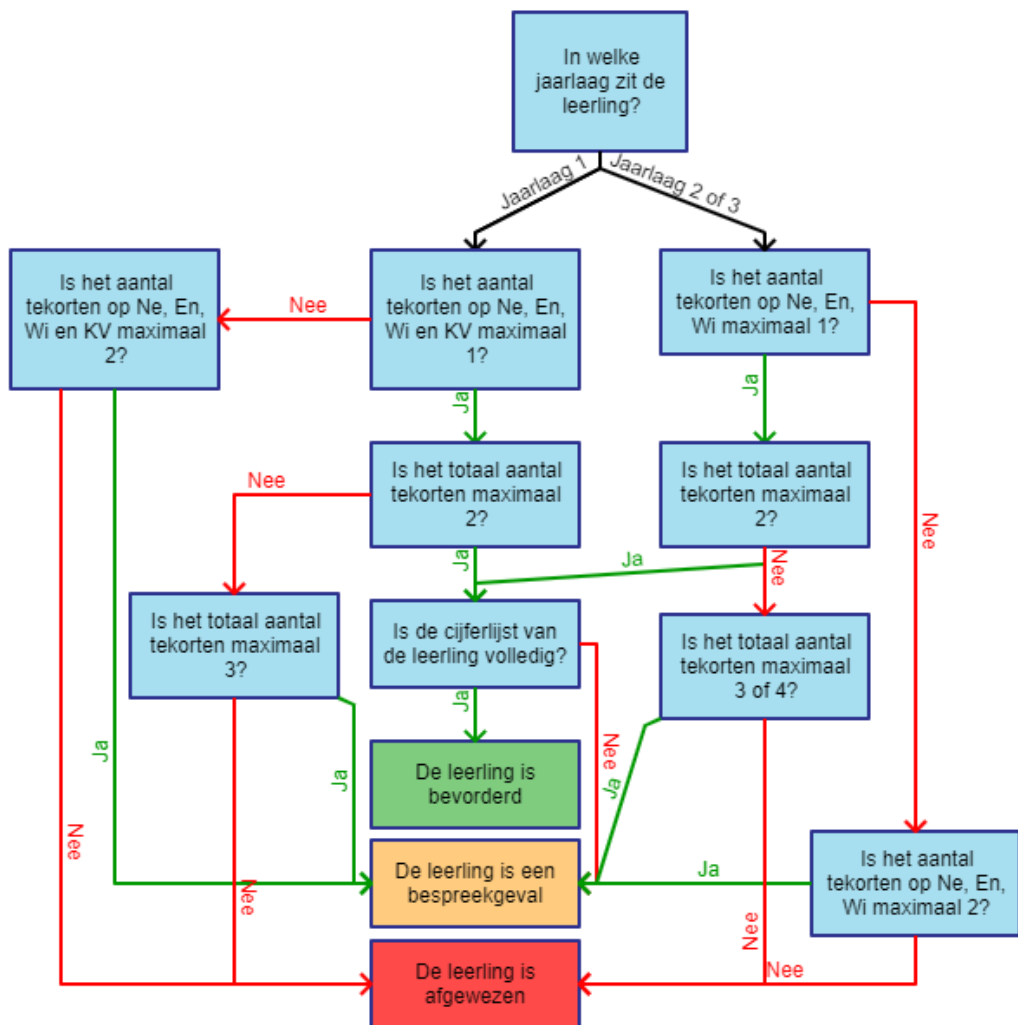 In welke
jaarlaag zit de
leerling?
Jaarlaag 1
Jaarlaag 2 of 3
Is het aantal
tekorten op Ne, En,
Wi en KV maximaal
2?
Nee
Is het aantal
tekorten op Ne, En,
Wi en KV maximaal
1?
Is het aantal
tekorten op Ne, En,
Wi maximaal 1?
Ja
Ja
Nee
Is het totaal aantal
tekorten maximaal
2?
Is het totaal aantal
tekorten maximaal
2?
Nee
Ja
Ja
Nee
Is het totaal aantal
tekorten maximaal
3?
Is de cijferlijst van
de leerling volledig?
Is het totaal aantal
tekorten maximaal
3 of 4?
Ja
Ja
Ja
Nee
Ja
De leerling is
bevorderd
Nee
De leerling is een
bespreekgeval
Ja
Is het aantal
tekorten op Ne, En,
Wi maximaal 2?
Nee
Nee
Nee
De leerling is
afgewezen